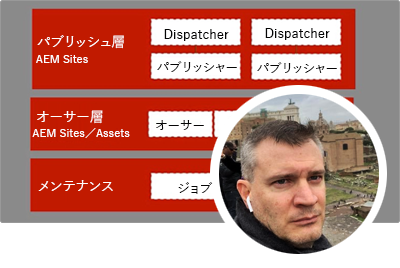 パブリッシュ層
AEM Sites
Dispatcher
Dispatcher
パブリッシャー
パブリッシャー
オーサー層
AEM Sites／Assets
オーサー
メンテナンス
ジョブ